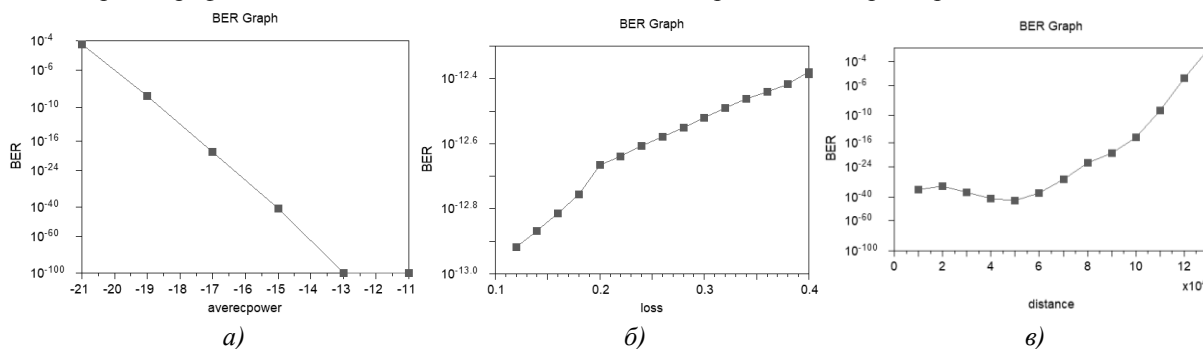 BER Graph
10-4
10-6
10-10
10-16
10-24
10-40
10-60
10-100
BER
-21 -20 -19 -18 -17 -16 -15 -14 -13 -12 -11
averecpower
а)
BER Graph
10-12.4
10-12.6
10-12.8
10-13.0
BER
0.1 0.2 0.3 0.4
loss
б)
BER Graph
10-4
10-6
10-10
10-16
10-24
10-40
10-60
10-100
BER
0 2 4 6 8 10 12
distance
в)